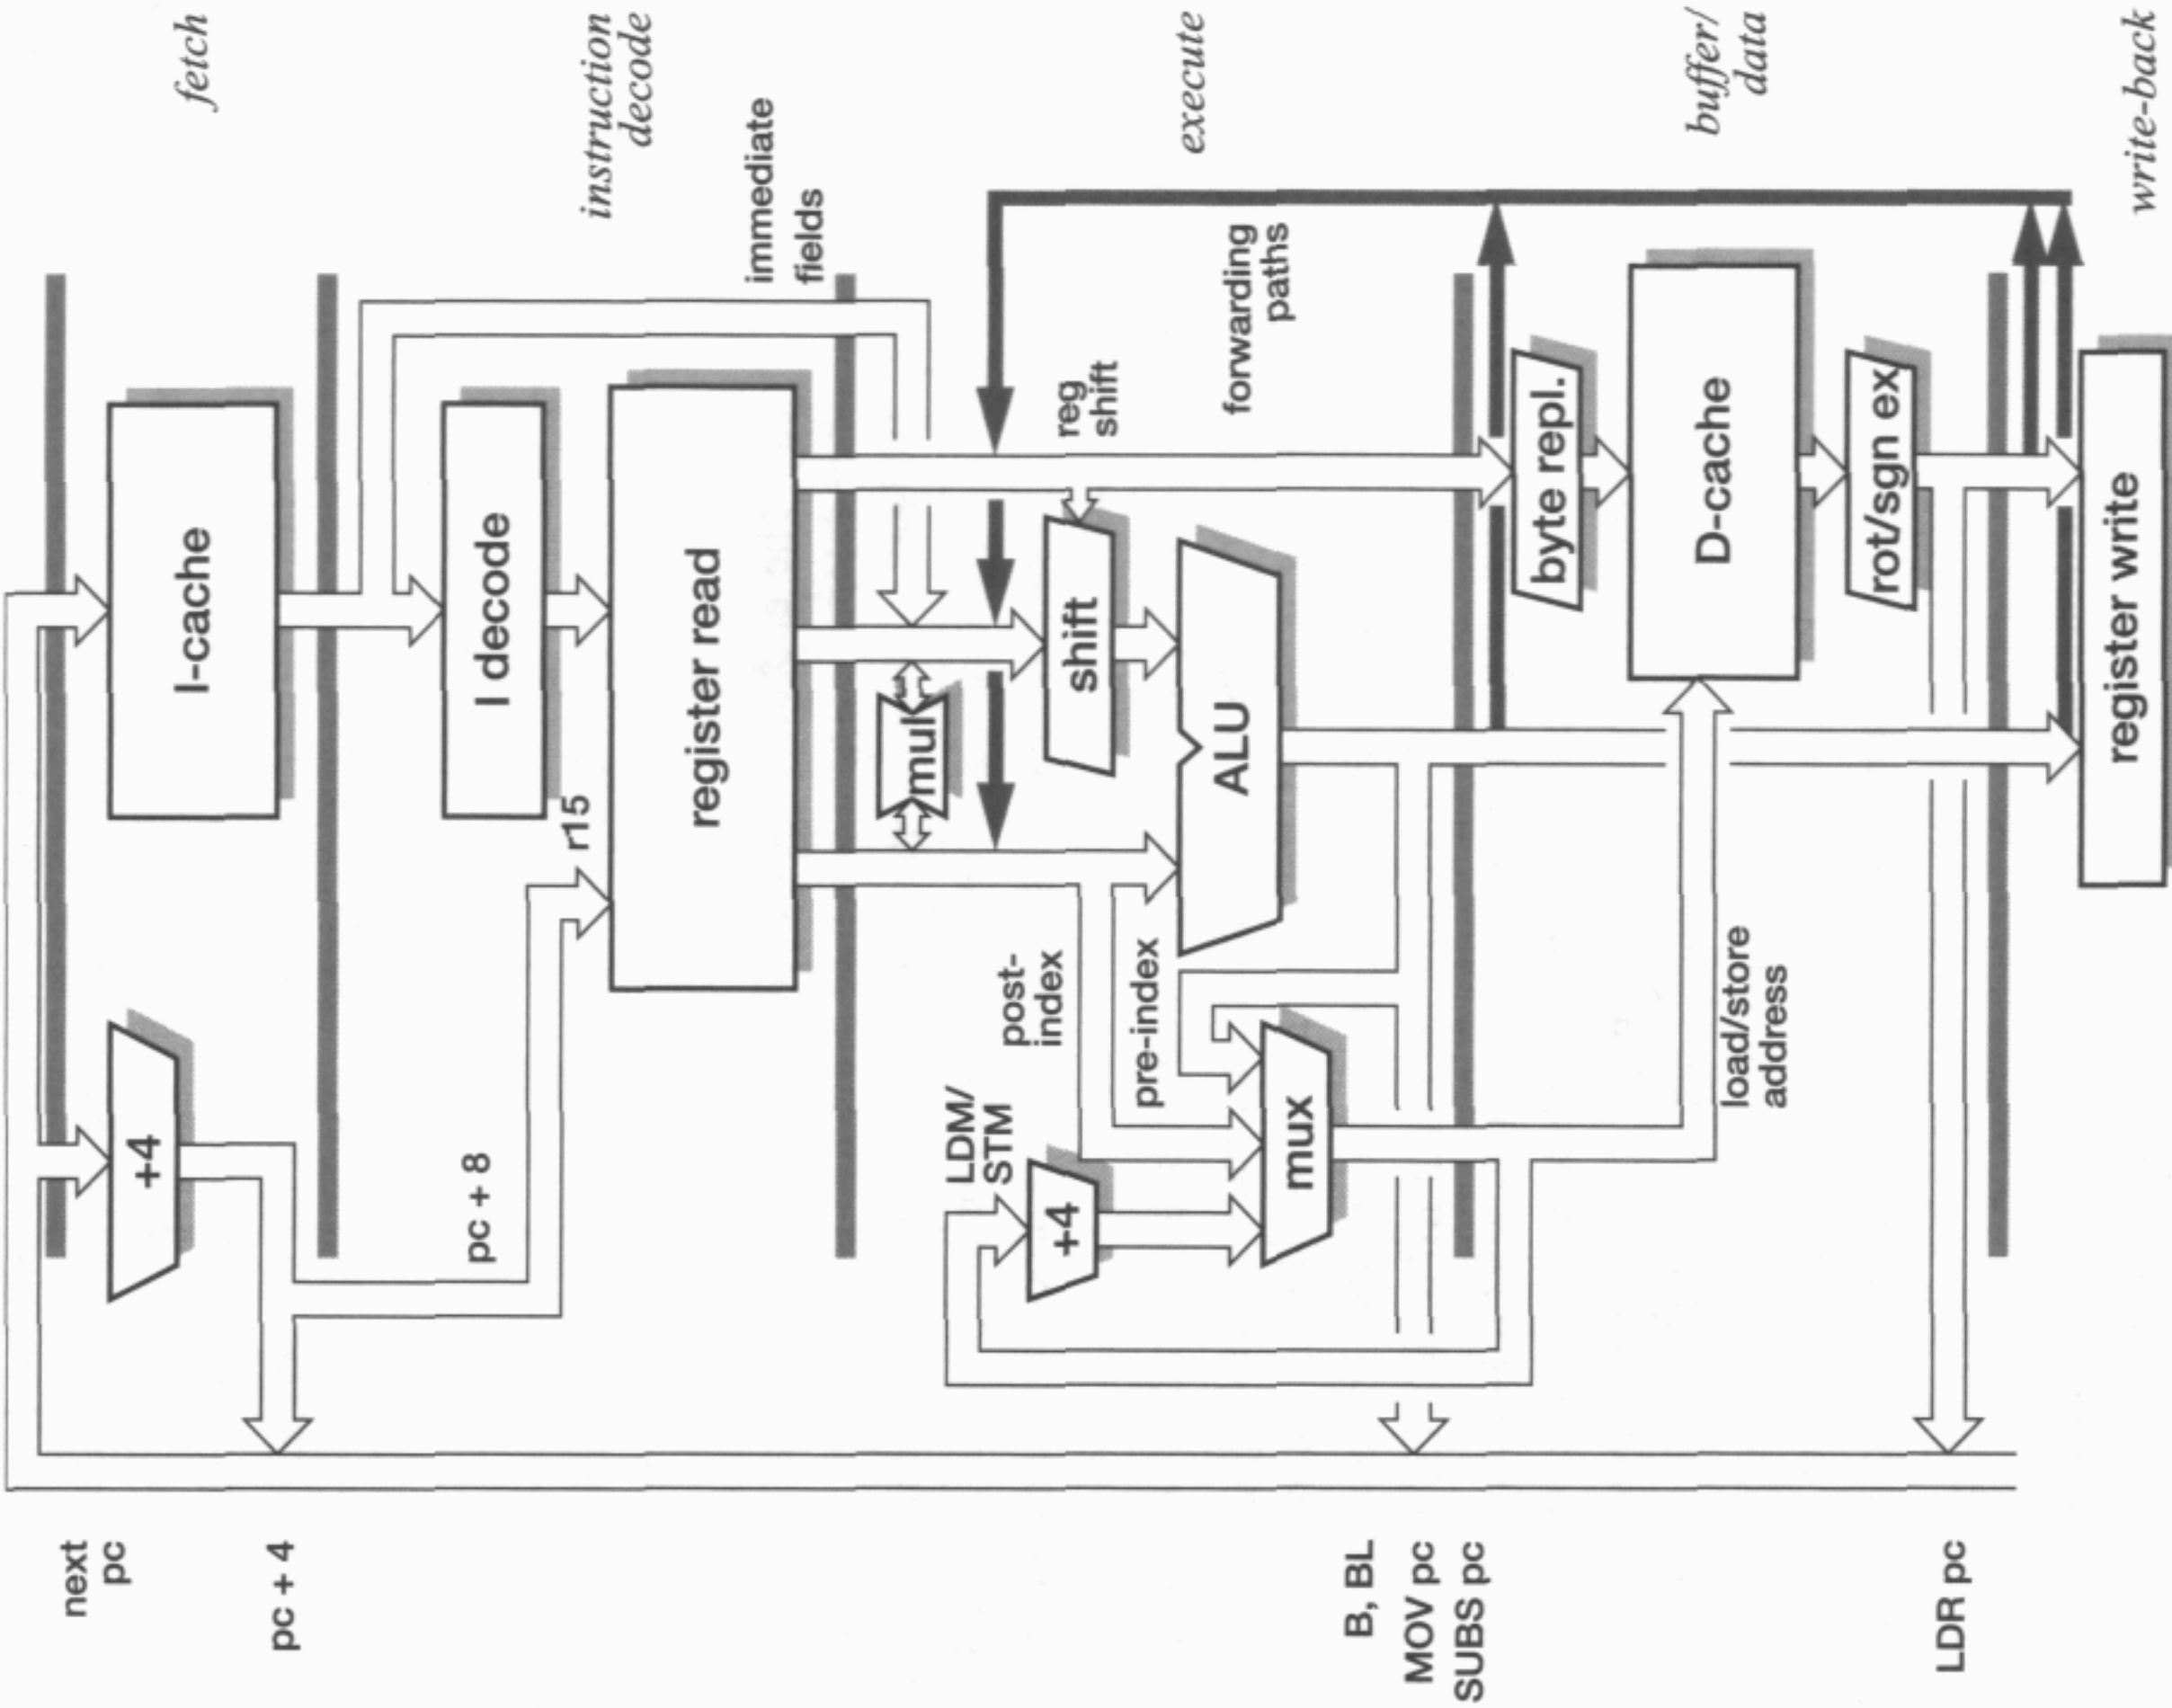 next
pc
pc + 4
B, BL
MOV pc
SUBS pc
LDR pc
+4
I-cache
fetch
pc + 8
I decode
r15
instruction
decode
register read
immediate
fields
LDM/
STM
+4
post-
index
pre-index
mul
shift
reg
shift
ALU
mux
forwarding
paths
execute
byte repl.
load/store
address
D-cache
rot/sgn ex
buffer/
data
register write
write-back